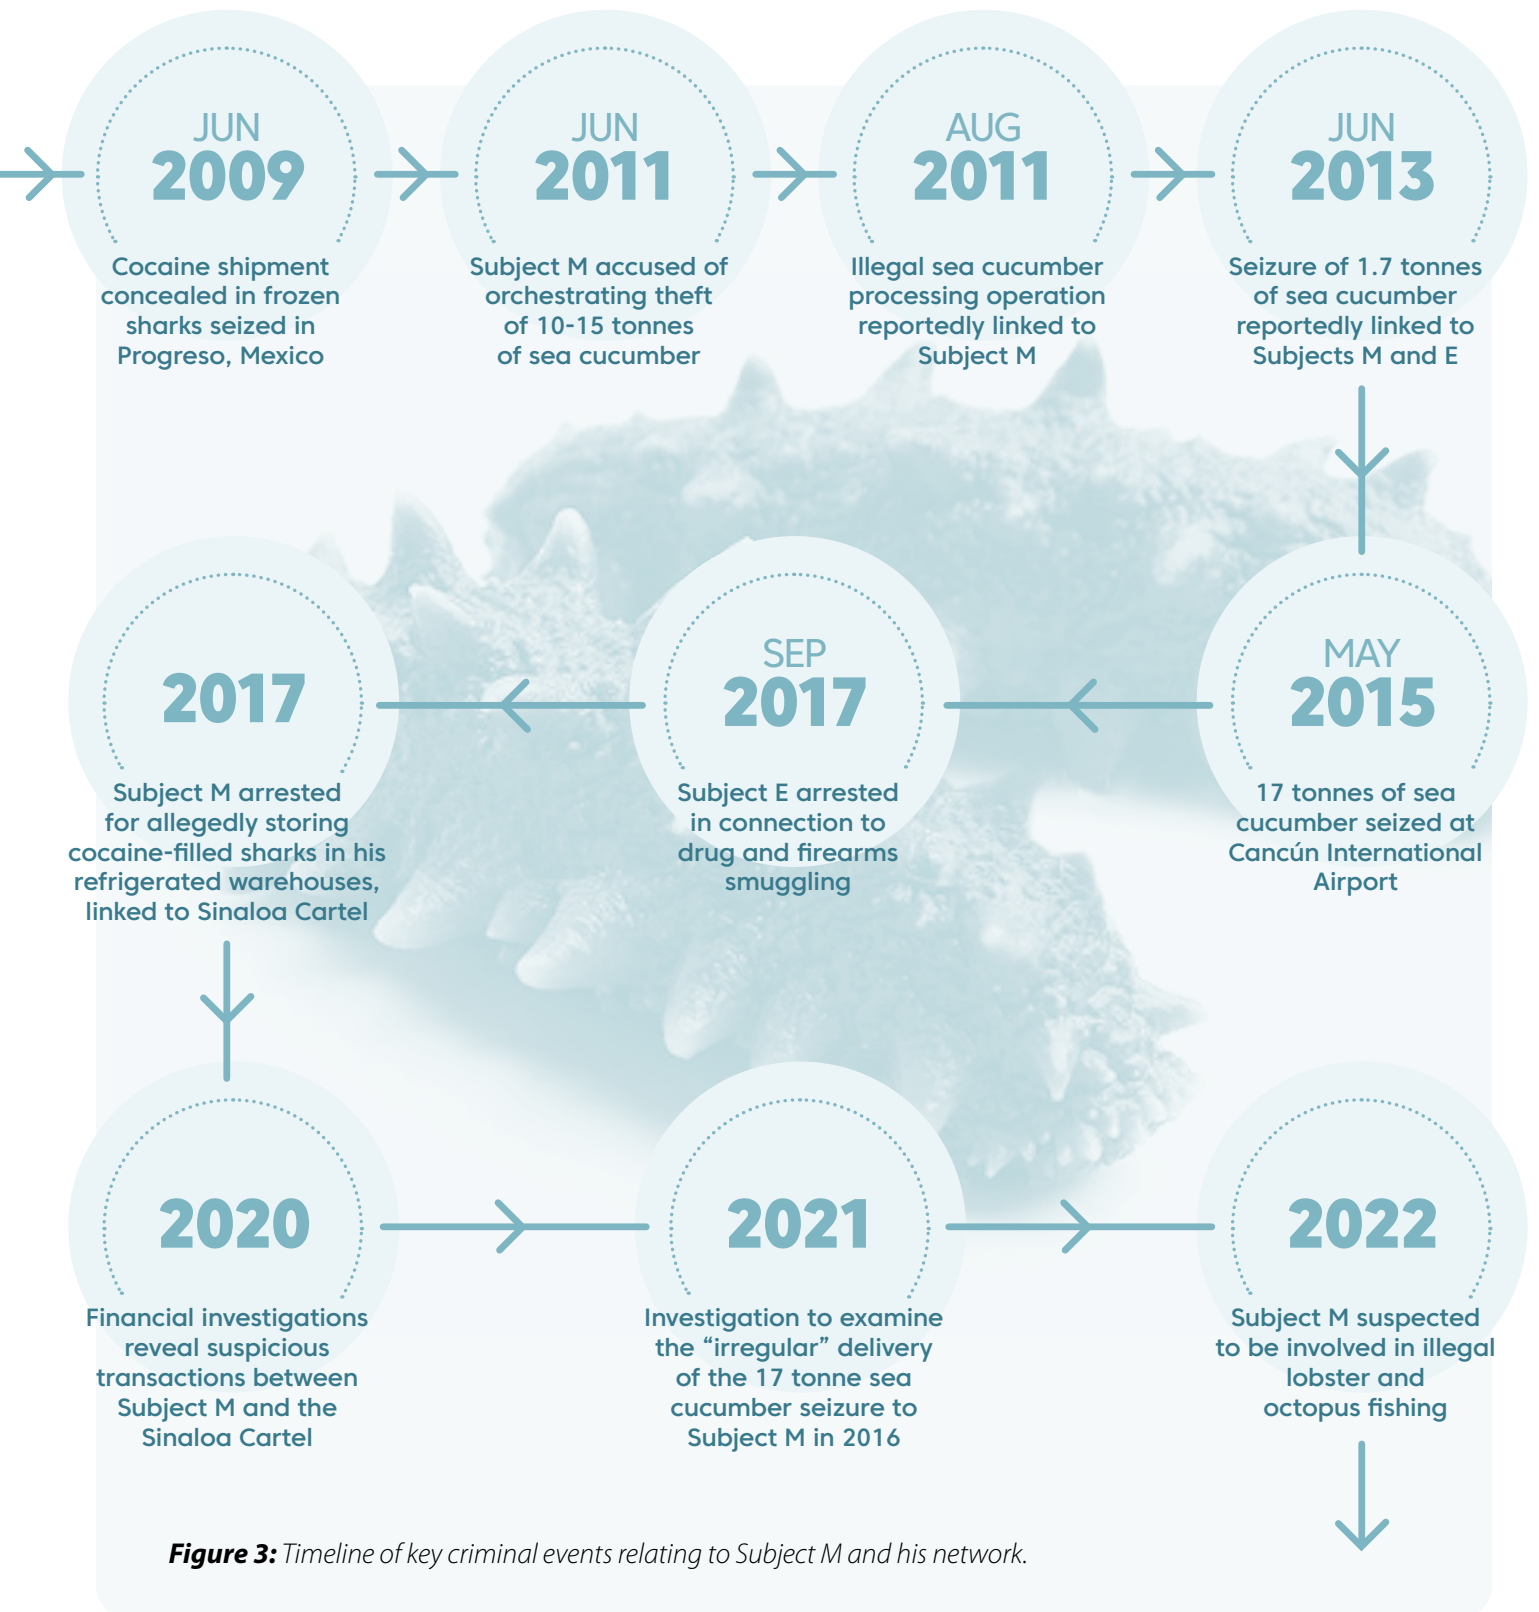 JUN
2009
Cocaine shipment
concealed in frozen
sharks seized in
Progreso, Mexico
JUN
2011
Subject M accused of
orchestrating theft
of 10-15 tonnes
of sea cucumber
AUG
2011
Illegal sea cucumber
processing operation
reportedly linked to
Subject M
JUN
2013
Seizure of 1.7 tonnes
of sea cucumber
reportedly linked to
Subjects M and E
MAY
2015
17 tonnes of sea
cucumber seized at
Cancún International
Airport
SEP
2017
Subject E arrested
in connection to
drug and firearms
smuggling
2017
Subject M arrested
for allegedly storing
cocaine-filled sharks in his
refrigerated warehouses,
linked to Sinaloa Cartel
2020
Financial investigations
reveal suspicious
transactions between
Subject M and the
Sinaloa Cartel
2021
Investigation to examine
the “irregular” delivery
of the 17 tonne sea
cucumber seizure to
Subject M in 2016
2022
Subject M suspected
to be involved in illegal
lobster and
octopus fishing
Figure 3: Timeline of key criminal events relating to Subject M and his network.